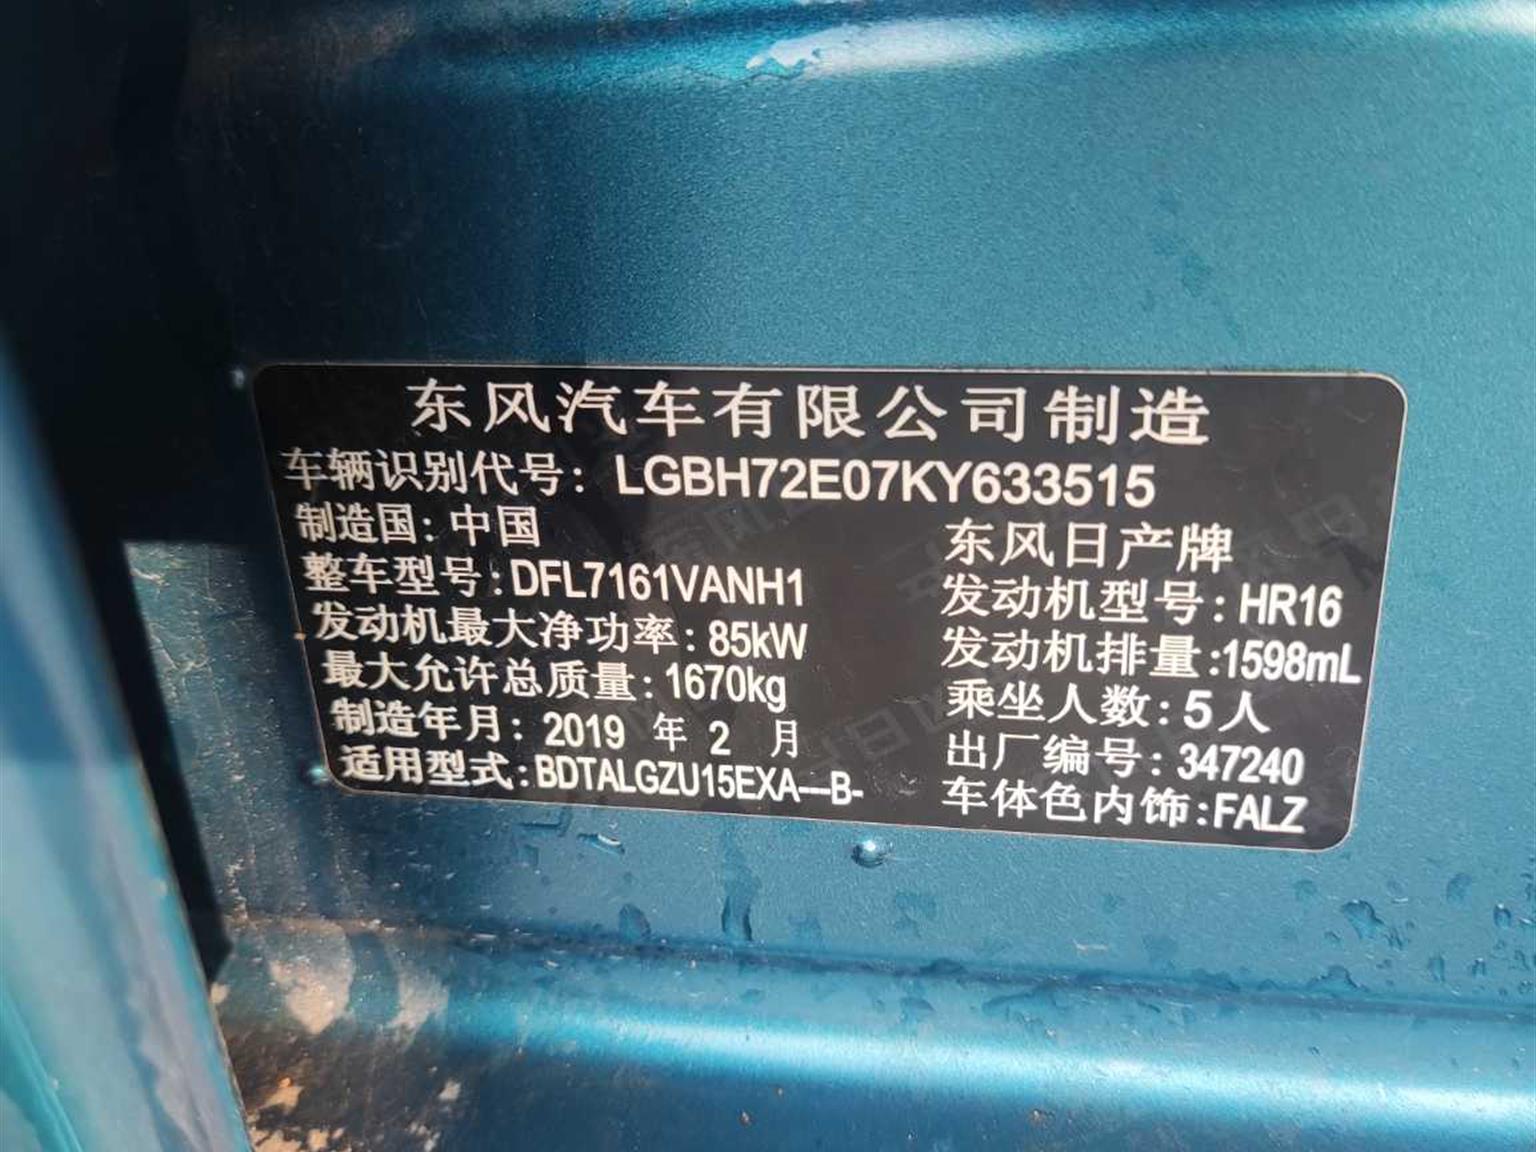 东风汽车有限公司制造
车辆识别代号：LGBH72E07KY633515
制造国：中国 东风日产牌
整车型号：DFL7161VANH1 发动机型号：HR16
发动机最大净功率：85kW 发动机排量：1598mL
最大允许总质量：1670kg 乘坐人数：5人
制造年月：2019 年 2 月 出厂编号：347240
适用型式：BDTALGZU15EXA---B- 车体色内饰：FALZ